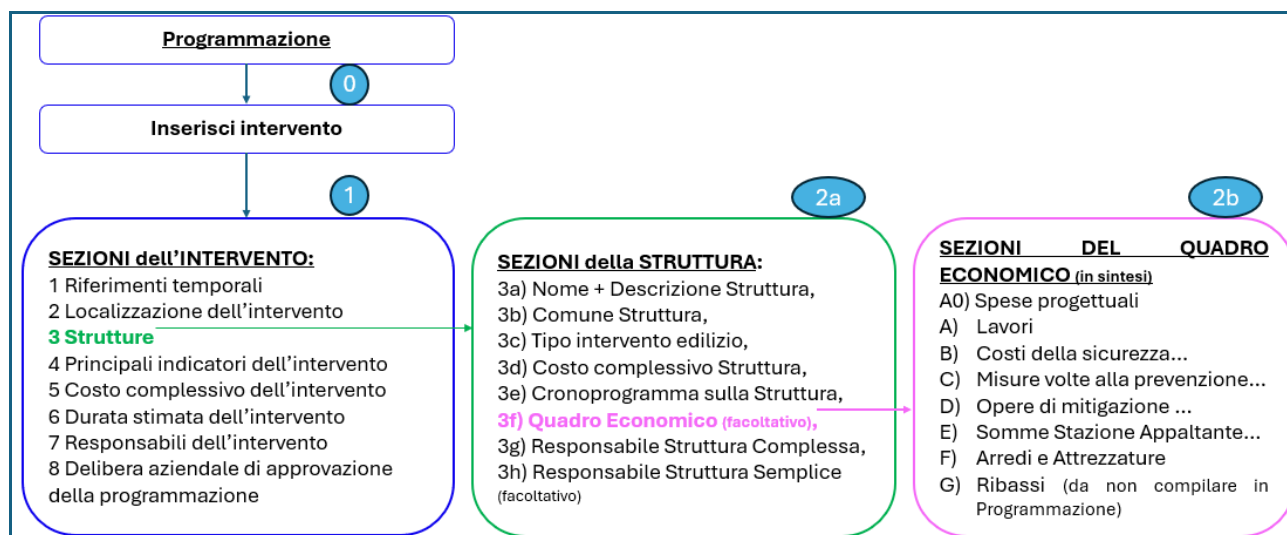 Programmazione
0
Inserisci intervento
1
SEZIONI dell’INTERVENTO:
1 Riferimenti temporali
2 Localizzazione dell’intervento
3 Strutture
4 Principali indicatori dell’intervento
5 Costo complessivo dell’intervento
6 Durata stimata dell’intervento
7 Responsabili dell’intervento
8 Delibera aziendale di approvazione
della programmazione
2a
SEZIONI della STRUTTURA:
3a) Nome + Descrizione Struttura,
3b) Comune Struttura,
3c) Tipo intervento edilizio,
3d) Costo complessivo Struttura,
3e) Cronoprogramma sulla Struttura,
3f) Quadro Economico (facoltativo),
3g) Responsabile Struttura Complessa,
3h) Responsabile Struttura Semplice
(facoltativo)
2b
SEZIONI DEL QUADRO
ECONOMICO (in sintesi)
A0) Spese progettuali
A) Lavori
B) Costi della sicurezza...
C) Misure volte alla prevenzione...
D) Opere di mitigazione ...
E) Somme Stazione Appaltante...
F) Arredi e Attrezzature
G) Ribassi (da non compilare in
Programmazione)